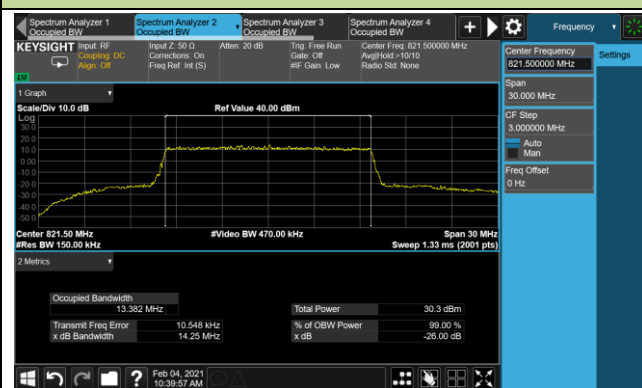 Spectrum Analyzer 1
Occupied BW
Spectrum Analyzer 2
Occupied BW
Spectrum Analyzer 3
Occupied BW
Spectrum Analyzer 4
Occupied BW
Frequency
KEYSIGHT
Input: RF
Coupling: DC
Align: Off
Input Z: 50 Ω
Corrections: On
Freq Ref: Int (S)
Atten: 20 dB
Trig: Free Run
Gate: Off
#IF Gain: Low
Center Freq: 821.500000 MHz
Avg|Hold:>10/10
Radio Std: None
LXI
1 Graph
Scale/Div 10.0 dB
Ref Value 40.00 dBm
Log
30.0
20.0
10.0
0.00
-10.0
-20.0
-30.0
-40.0
-50.0
Center 821.50 MHz
#Video BW 470.00 kHz
Span 30 MHz
#Res BW 150.00 kHz
Sweep 1.33 ms (2001 pts)
2 Metrics
Occupied Bandwidth
13.382 MHz
Total Power
30.3 dBm
Transmit Freq Error
10.548 kHz
% of OBW Power
99.00 %
x dB Bandwidth
14.25 MHz
x dB
-26.00 dB
Center Frequency
821.500000 MHz
Settings
Span
30.000 MHz
CF Step
3.000000 MHz
Auto
Man
Freq Offset
0 Hz
?
Feb 04, 2021
10:39:57 AM